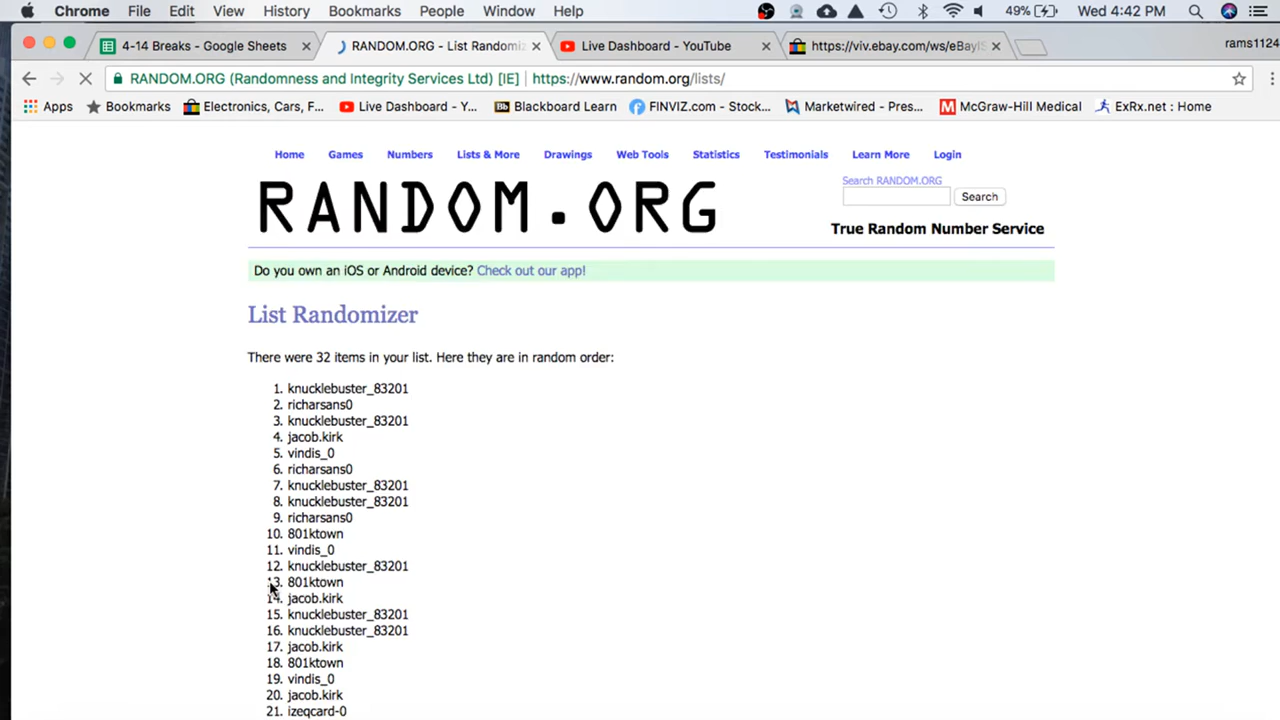 Chrome File Edit View History Bookmarks People Window Help 49% Wed 4:42 PM
4-14 Breaks - Google Sheets RANDOM.ORG - List Randomiz Live Dashboard - YouTube https://viv.ebay.com/ws/eBayIS rams1124
RANDOM.ORG (Randomness and Integrity Services Ltd) [IE] https://www.random.org/lists/
Apps Bookmarks Electronics, Cars, F... Live Dashboard - Y... Bb Blackboard Learn FINVIZ.com - Stock... Marketwired - Pres... M McGraw-Hill Medical ExRx.net : Home
Home Games Numbers Lists & More Drawings Web Tools Statistics Testimonials Learn More Login
RANDOM.ORG
Search RANDOM.ORG
Search
True Random Number Service
Do you own an iOS or Android device? Check out our app!
List Randomizer
There were 32 items in your list. Here they are in random order:
1. knucklebuster_83201
2. richarsans0
3. knucklebuster_83201
4. jacob.kirk
5. vindis_0
6. richarsans0
7. knucklebuster_83201
8. knucklebuster_83201
9. richarsans0
10. 801ktown
11. vindis_0
12. knucklebuster_83201
13. 801ktown
14. jacob.kirk
15. knucklebuster_83201
16. knucklebuster_83201
17. jacob.kirk
18. 801ktown
19. vindis_0
20. jacob.kirk
21. izeqcard-0